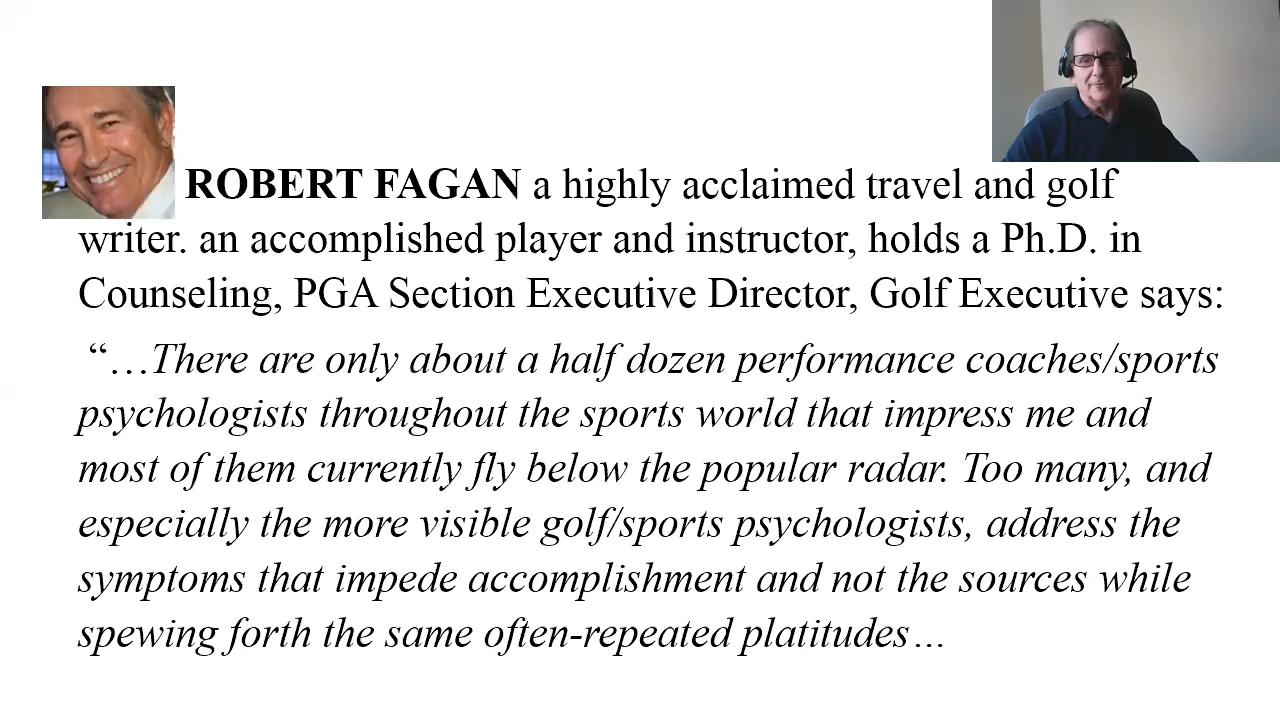 ROBERT FAGAN a highly acclaimed travel and golf
writer. an accomplished player and instructor, holds a Ph.D. in
Counseling, PGA Section Executive Director, Golf Executive says:
“…There are only about a half dozen performance coaches/sports
psychologists throughout the sports world that impress me and
most of them currently fly below the popular radar. Too many, and
especially the more visible golf/sports psychologists, address the
symptoms that impede accomplishment and not the sources while
spewing forth the same often-repeated platitudes…